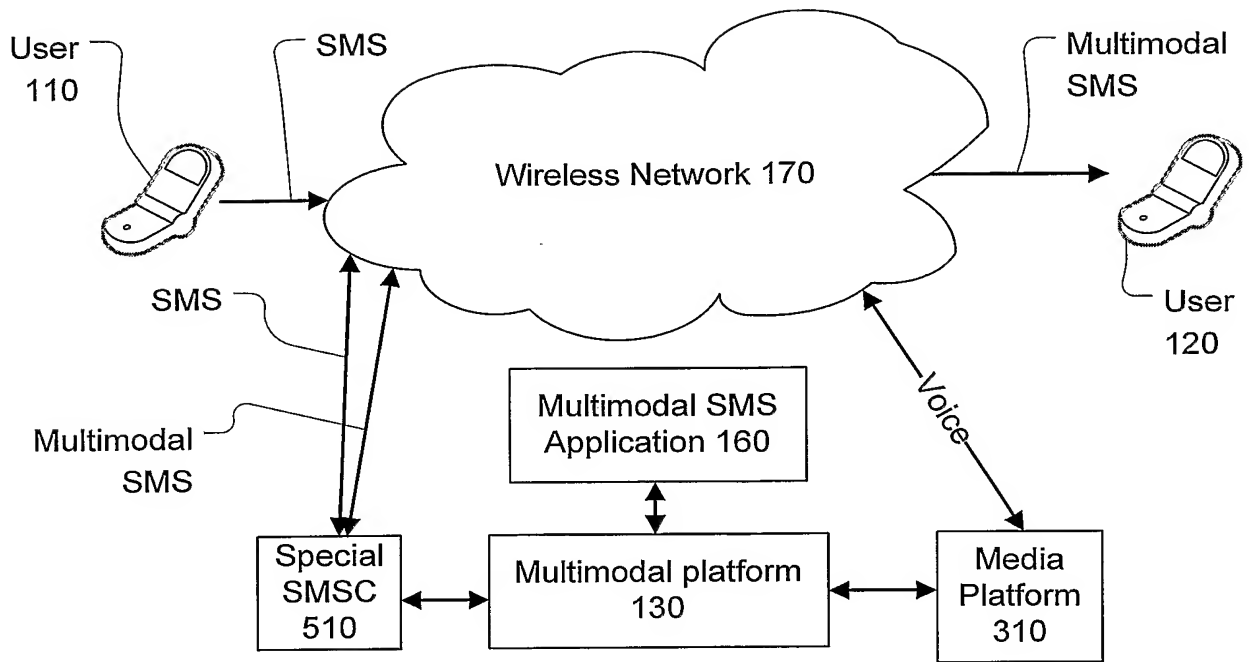 User
110
SMS
Multimodal
SMS
Wireless Network 170
SMS
User
120
Multimodal
SMS
Voice
Multimodal SMS
Application 160
Special
SMSC
510
Multimodal platform
130
Media
Platform
310